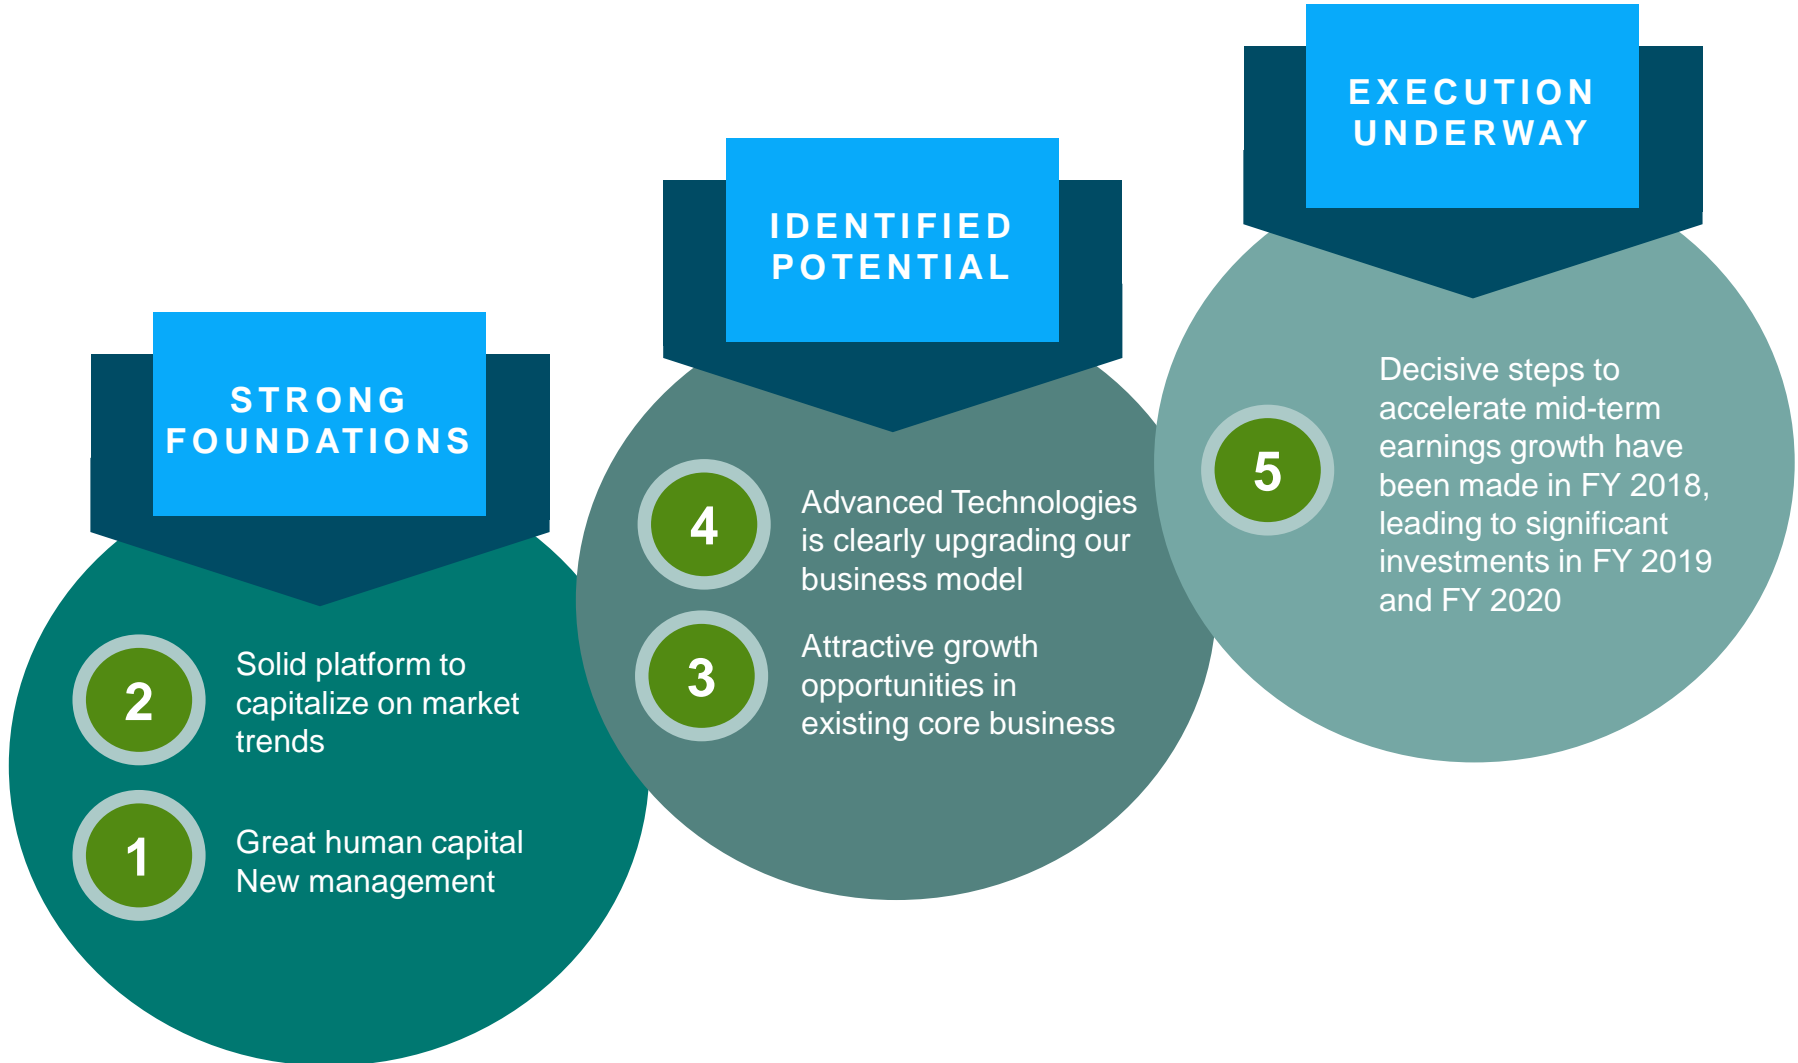 STRONG
FOUNDATIONS
2
Solid platform to
capitalize on market
trends
1
Great human capital
New management
IDENTIFIED
POTENTIAL
4
Advanced Technologies
is clearly upgrading our
business model
3
Attractive growth
opportunities in
existing core business
EXECUTION
UNDERWAY
5
Decisive steps to
accelerate mid-term
earnings growth have
been made in FY 2018,
leading to significant
investments in FY 2019
and FY 2020